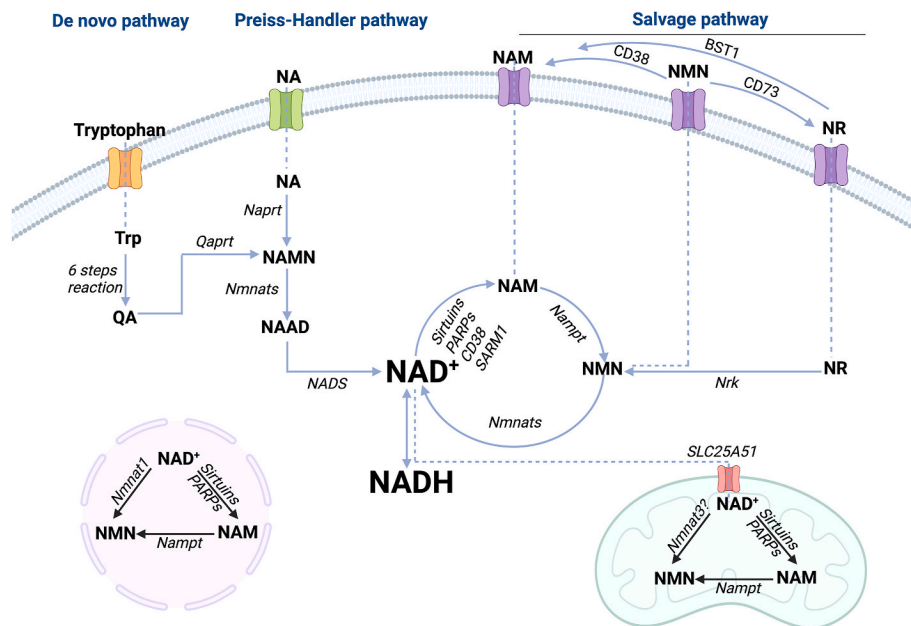 De novo pathway
Preiss-Handler pathway
Salvage pathway
BST1
CD38
NAM
NMN
CD73
NA
NR
Tryptophan
NA
Naprt
Trp
Qaprt
NAMN
6 steps
reaction
Nmnats
QA
NAAD
NADS
NAD+
Sirtuins
PARPs
CD38
SARM1
NAM
Nampt
NMN
Nrk
NR
Nmnats
NADH
NAD+
Nmnat1
Sirtuins
PARPs
NMN
Nampt
NAM
SLC25A51
NAD+
Nmnat3?
Sirtuins
PARPs
NMN
Nampt
NAM